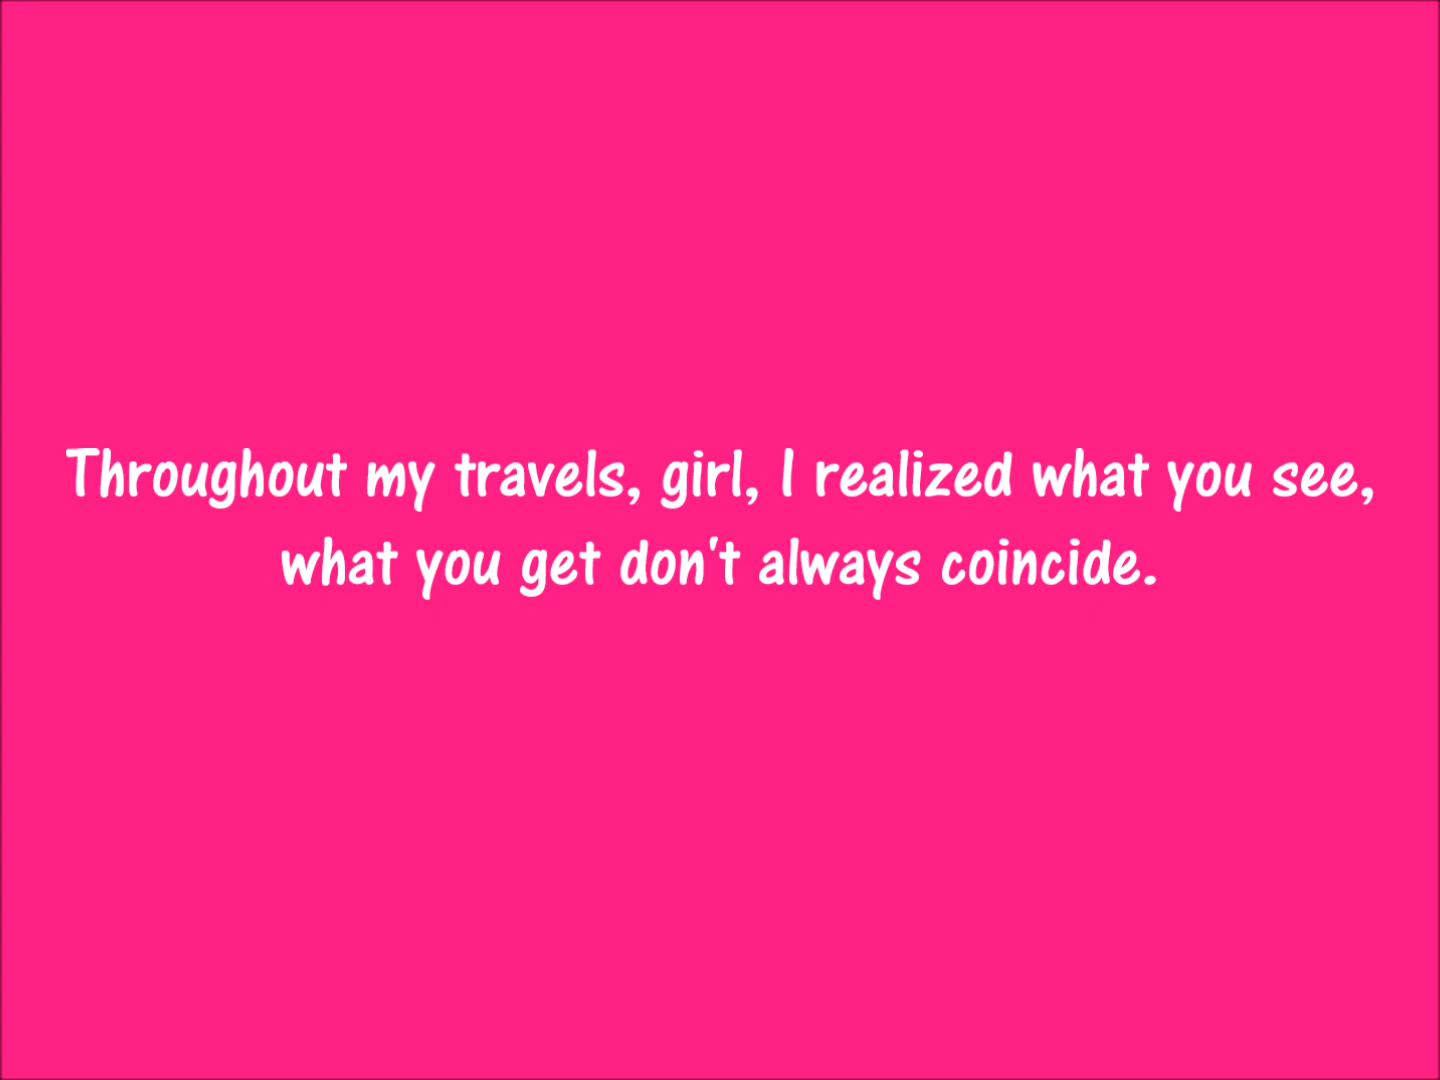 Throughout my travels, girl, I realized what you see,
what you get don't always coincide.